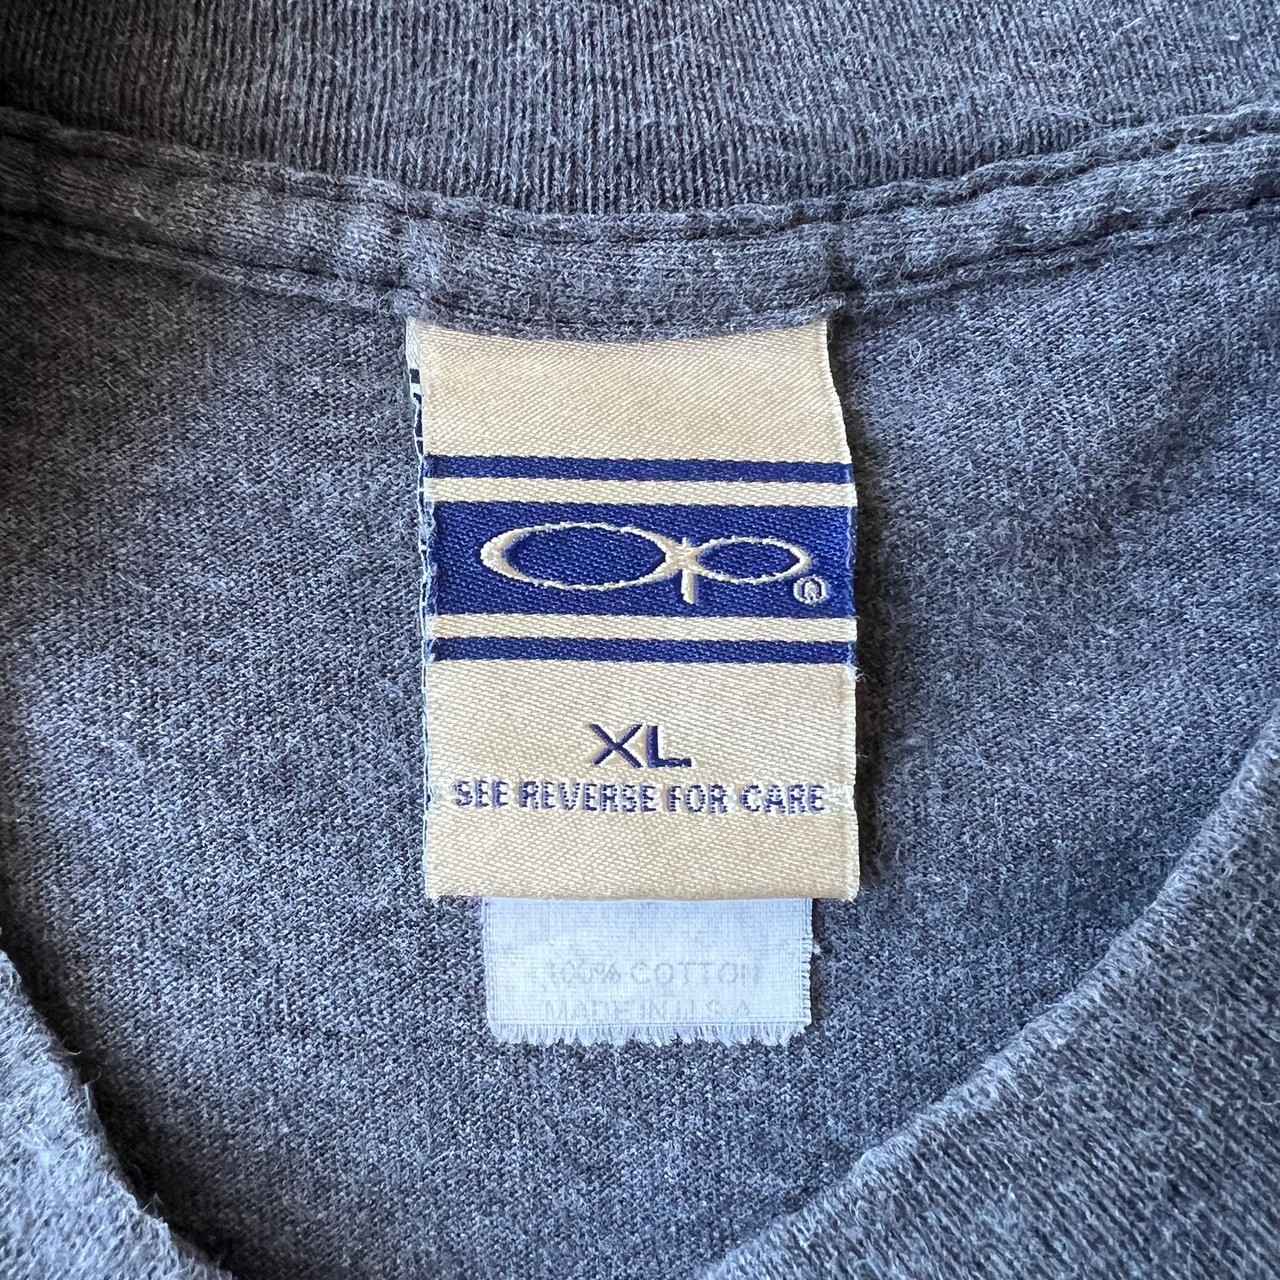 Op®
XL
SEE REVERSE FOR CARE
100% COTTON
MADE IN U.S.A